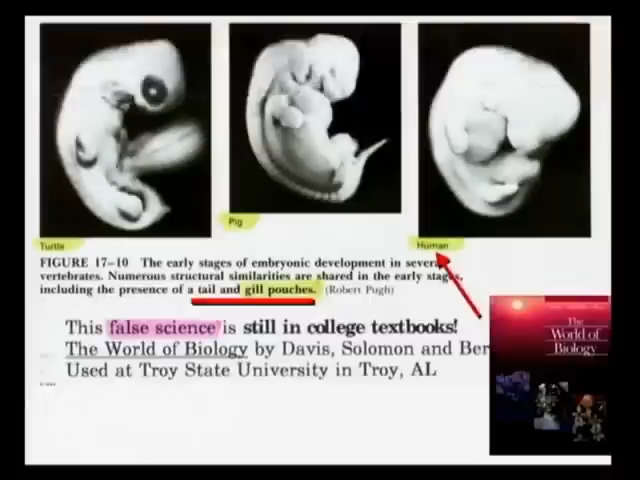 Turtle
Pig
Human
FIGURE 17–10 The early stages of embryonic development in several
vertebrates. Numerous structural similarities are shared in the early stages,
including the presence of a tail and gill pouches. (Robert Pugh)
This false science is still in college textbooks!
The World of Biology by Davis, Solomon and Ber
Used at Troy State University in Troy, AL
The
World of
Biology